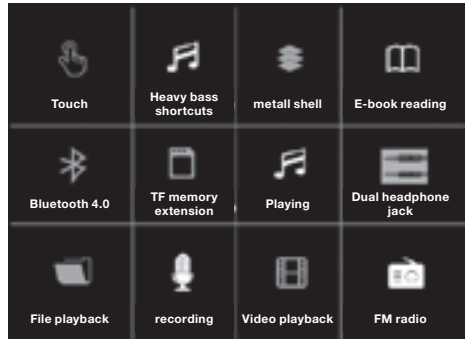 Touch
Heavy bass
shortcuts
metall shell
E-book reading
Bluetooth 4.0
TF memory
extension
Playing
Dual headphone
jack
File playback
recording
Video playback
FM radio